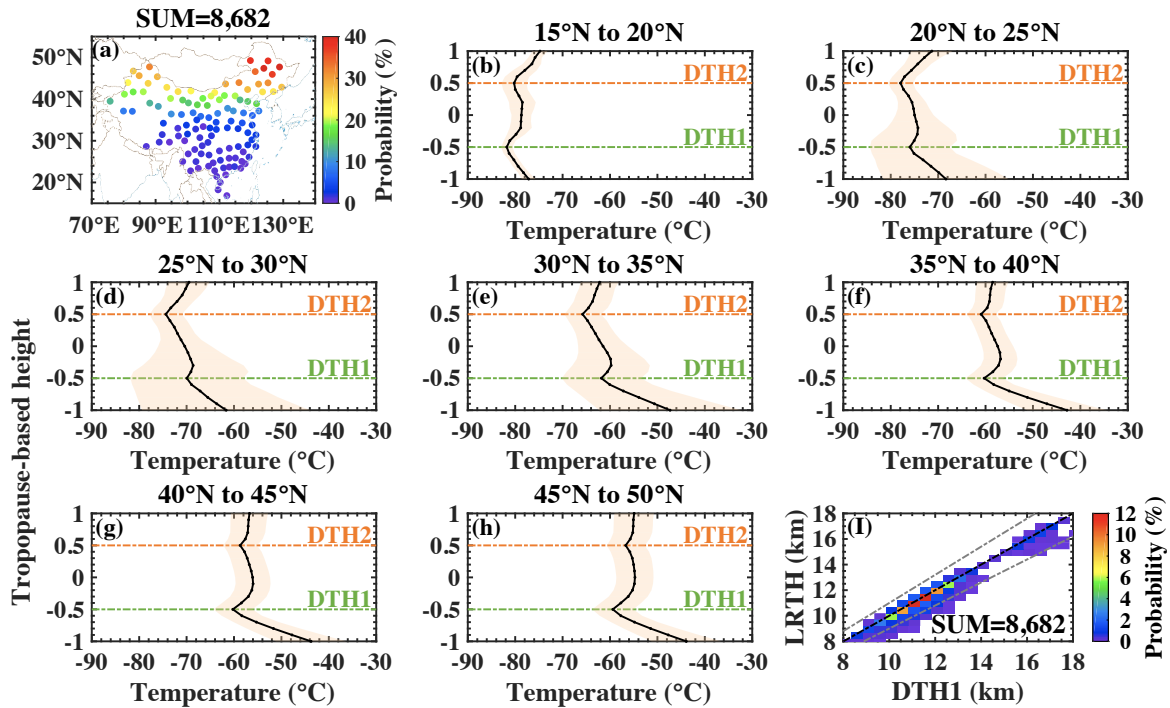 SUM=8,682
(a)
50°N
40°N
30°N
20°N
70°E 90°E 110°E 130°E
40
30
20
10
0
Probability (%)
15°N to 20°N
(b)
DTH2
DTH1
1
0.5
0
-0.5
-1
-90 -80 -70 -60 -50 -40 -30
Temperature (°C)
20°N to 25°N
(c)
DTH2
DTH1
1
0.5
0
-0.5
-1
-90 -80 -70 -60 -50 -40 -30
Temperature (°C)
Tropopause-based height
25°N to 30°N
(d)
DTH2
DTH1
1
0.5
0
-0.5
-1
-90 -80 -70 -60 -50 -40 -30
Temperature (°C)
30°N to 35°N
(e)
DTH2
DTH1
1
0.5
0
-0.5
-1
-90 -80 -70 -60 -50 -40 -30
Temperature (°C)
35°N to 40°N
(f)
DTH2
DTH1
1
0.5
0
-0.5
-1
-90 -80 -70 -60 -50 -40 -30
Temperature (°C)
40°N to 45°N
(g)
DTH2
DTH1
1
0.5
0
-0.5
-1
-90 -80 -70 -60 -50 -40 -30
Temperature (°C)
45°N to 50°N
(h)
DTH2
DTH1
1
0.5
0
-0.5
-1
-90 -80 -70 -60 -50 -40 -30
Temperature (°C)
(I)
SUM=8,682
LRTH (km)
18
16
14
12
10
8
8 10 12 14 16 18
DTH1 (km)
12
10
8
6
4
2
0
Probability (%)